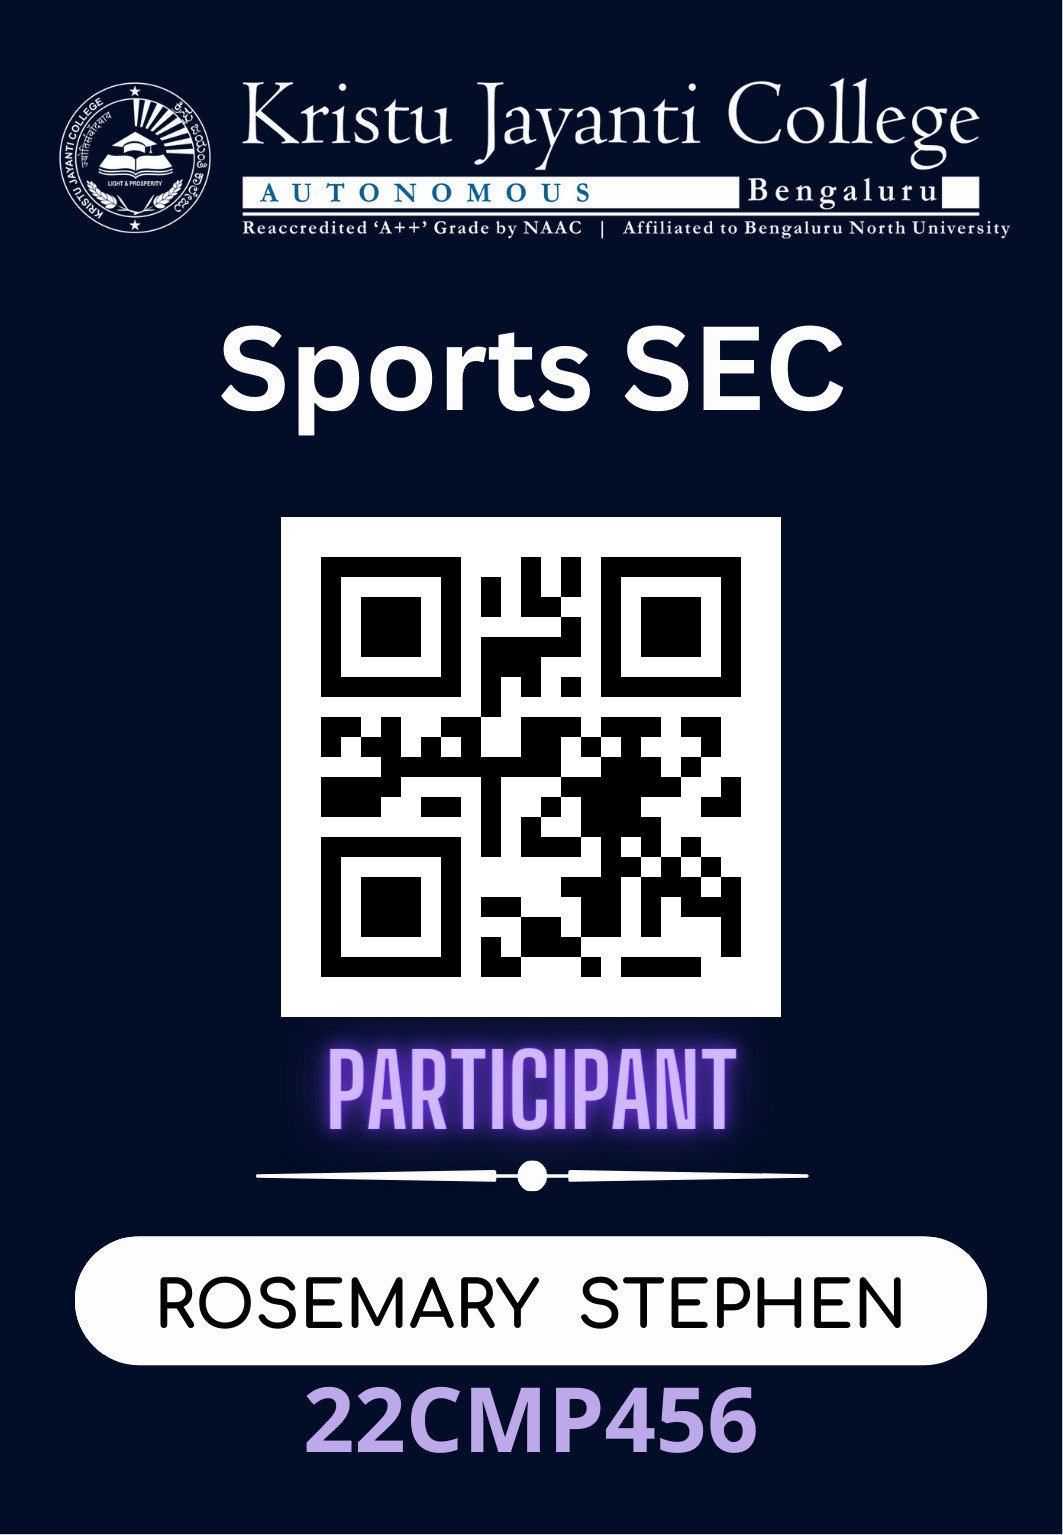 KRISTU JAYANTI COLLEGE
ज्योतिर्संवादयाय
LIGHT & PROSPERITY
Kristu Jayanti College
AUTONOMOUS Bengaluru
Reaccredited ‘A++’ Grade by NAAC | Affiliated to Bengaluru North University
Sports SEC
PARTICIPANT
ROSEMARY STEPHEN
22CMP456